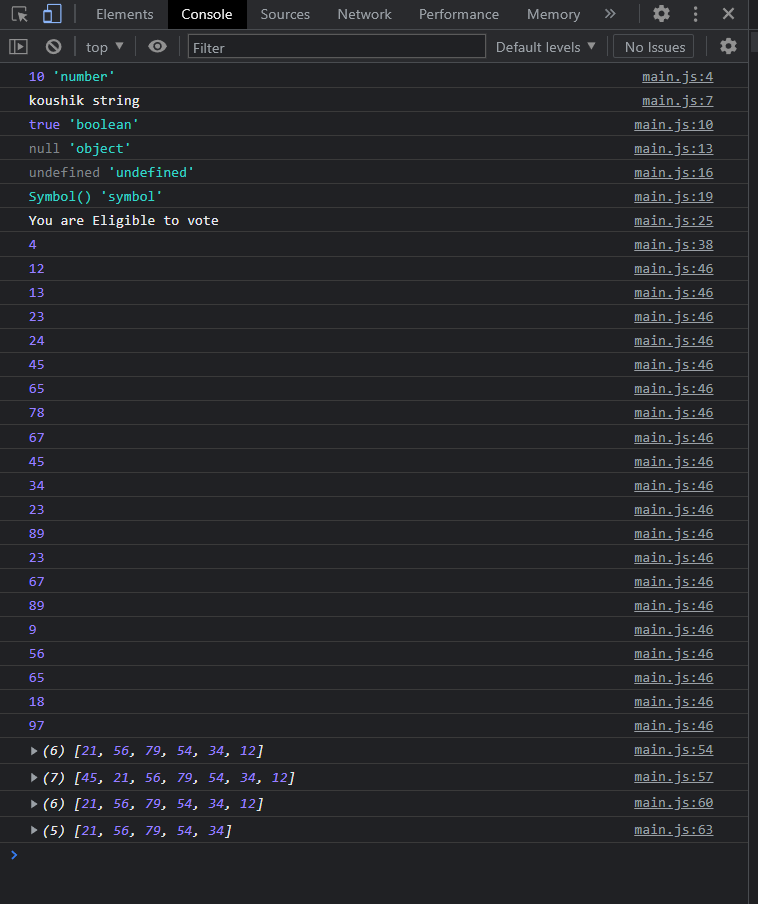 Elements Console Sources Network Performance Memory »
top ▼ Filter Default levels ▼ No Issues
10 'number' main.js:4
koushik string main.js:7
true 'boolean' main.js:10
null 'object' main.js:13
undefined 'undefined' main.js:16
Symbol() 'symbol' main.js:19
You are Eligible to vote main.js:25
4 main.js:38
12 main.js:46
13 main.js:46
23 main.js:46
24 main.js:46
45 main.js:46
65 main.js:46
78 main.js:46
67 main.js:46
45 main.js:46
34 main.js:46
23 main.js:46
89 main.js:46
23 main.js:46
67 main.js:46
89 main.js:46
9 main.js:46
56 main.js:46
65 main.js:46
18 main.js:46
97 main.js:46
▶ (6) [21, 56, 79, 54, 34, 12] main.js:54
▶ (7) [45, 21, 56, 79, 54, 34, 12] main.js:57
▶ (6) [21, 56, 79, 54, 34, 12] main.js:60
▶ (5) [21, 56, 79, 54, 34] main.js:63
>